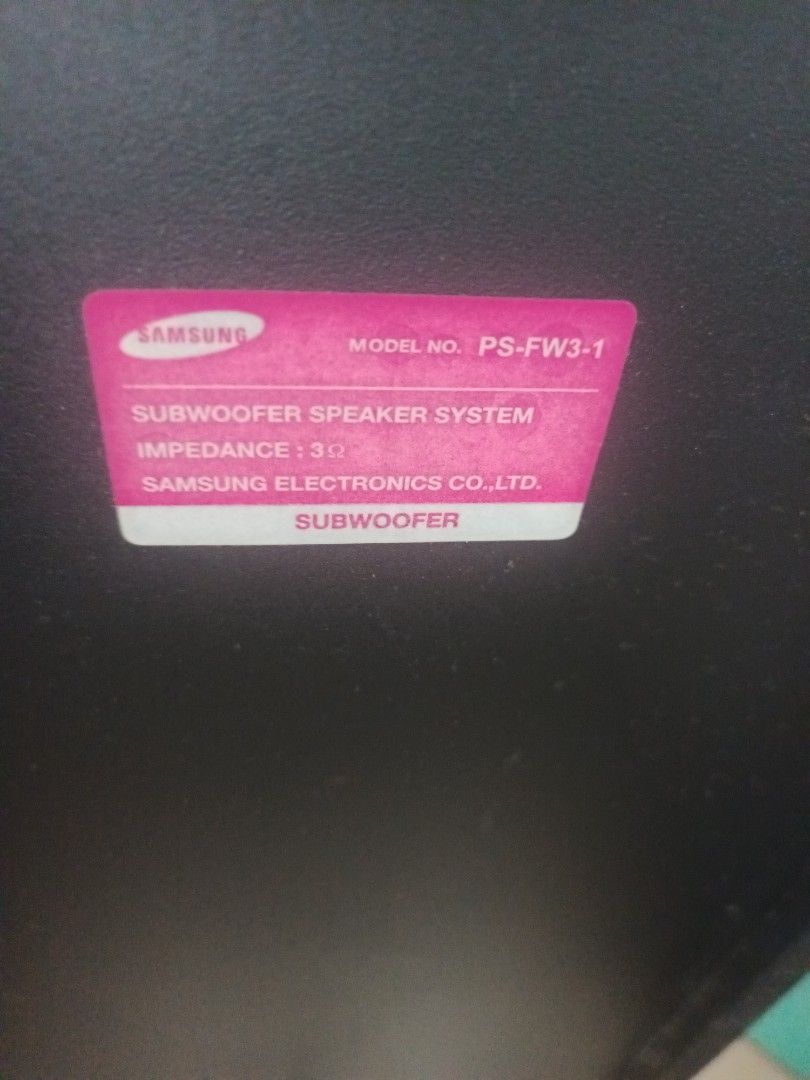 SAMSUNG
MODEL NO. PS-FW3-1
SUBWOOFER SPEAKER SYSTEM
IMPEDANCE : 3Ω
SAMSUNG ELECTRONICS CO.,LTD.
SUBWOOFER